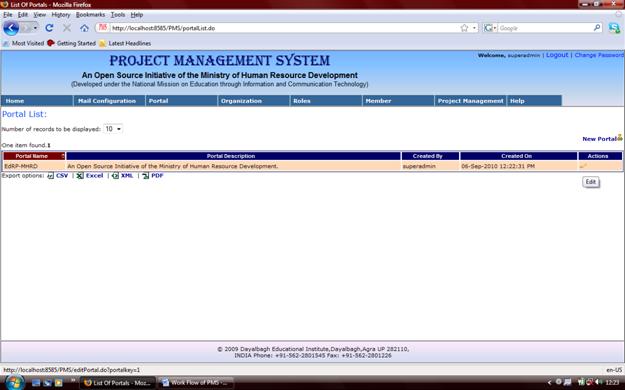 List Of Portals - Mozilla Firefox
File Edit View History Bookmarks Tools Help
http://localhost:8585/PMS/portalList.do
Google
Most Visited Getting Started Latest Headlines
PROJECT MANAGEMENT SYSTEM
Welcome, superadmin | Logout | Change Password
An Open Source Initiative of the Ministry of Human Resource Development
(Developed under the National Mission on Education through Information and Communication Technology)
Home Mail Configuration Portal Organization Roles Member Project Management Help
Portal List:
Number of records to be displayed: 10
New Portal
One item found.1
Portal Name Portal Description Created By Created On Actions
EdRP-MHRD An Open Source Initiative of the Ministry of Human Resource Development. superadmin 06-Sep-2010 12:22:31 PM
Export options: CSV | Excel | XML | PDF
Edit
© 2009 Dayalbagh Educational Institute,Dayalbagh,Agra UP 282110,
INDIA Phone: +91-562-2801545 Fax: +91-562-2801226
http://localhost:8585/PMS/editPortal.do?portalkey=1
en-US
List Of Portals - Moz... Work Flow of PMS -...
12:23